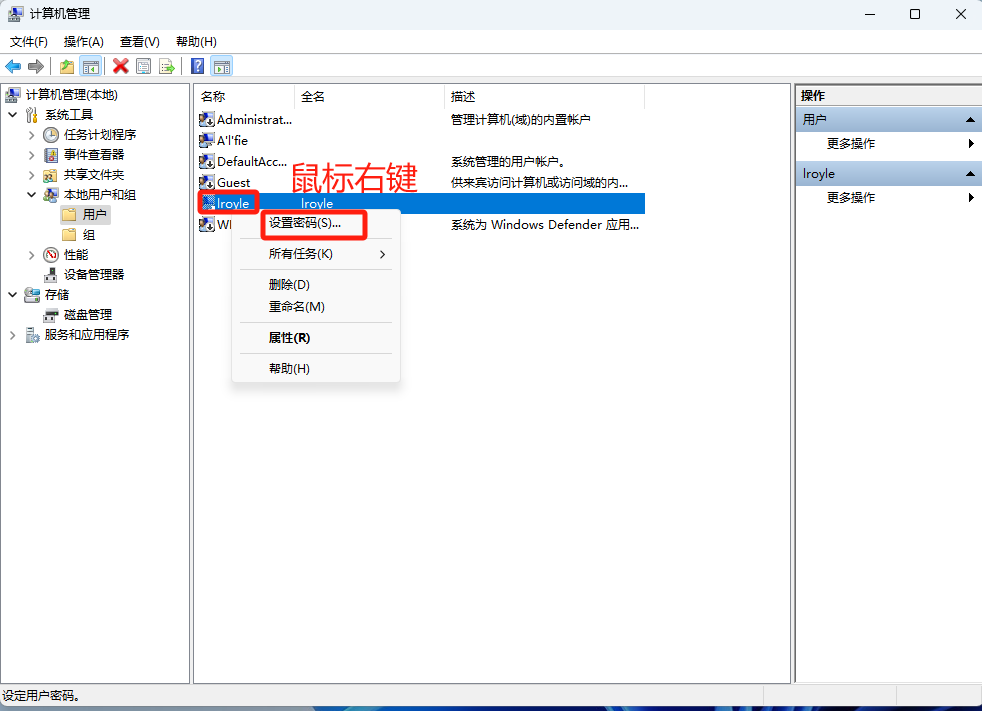 计算机管理
文件(F) 操作(A) 查看(V) 帮助(H)
计算机管理(本地)
系统工具
任务计划程序
事件查看器
共享文件夹
本地用户和组
用户
组
性能
设备管理器
存储
磁盘管理
服务和应用程序
名称 全名 描述
Administrat... 管理计算机(域)的内置帐户
A'l'fie
DefaultAcc... 系统管理的用户帐户。
鼠标右键
Guest 供来宾访问计算机或访问域的内...
lroyle lroyle
系统为 Windows Defender 应用...
设置密码(S)...
所有任务(K)
删除(D)
重命名(M)
属性(R)
帮助(H)
操作
用户
更多操作
lroyle
更多操作
设定用户密码。